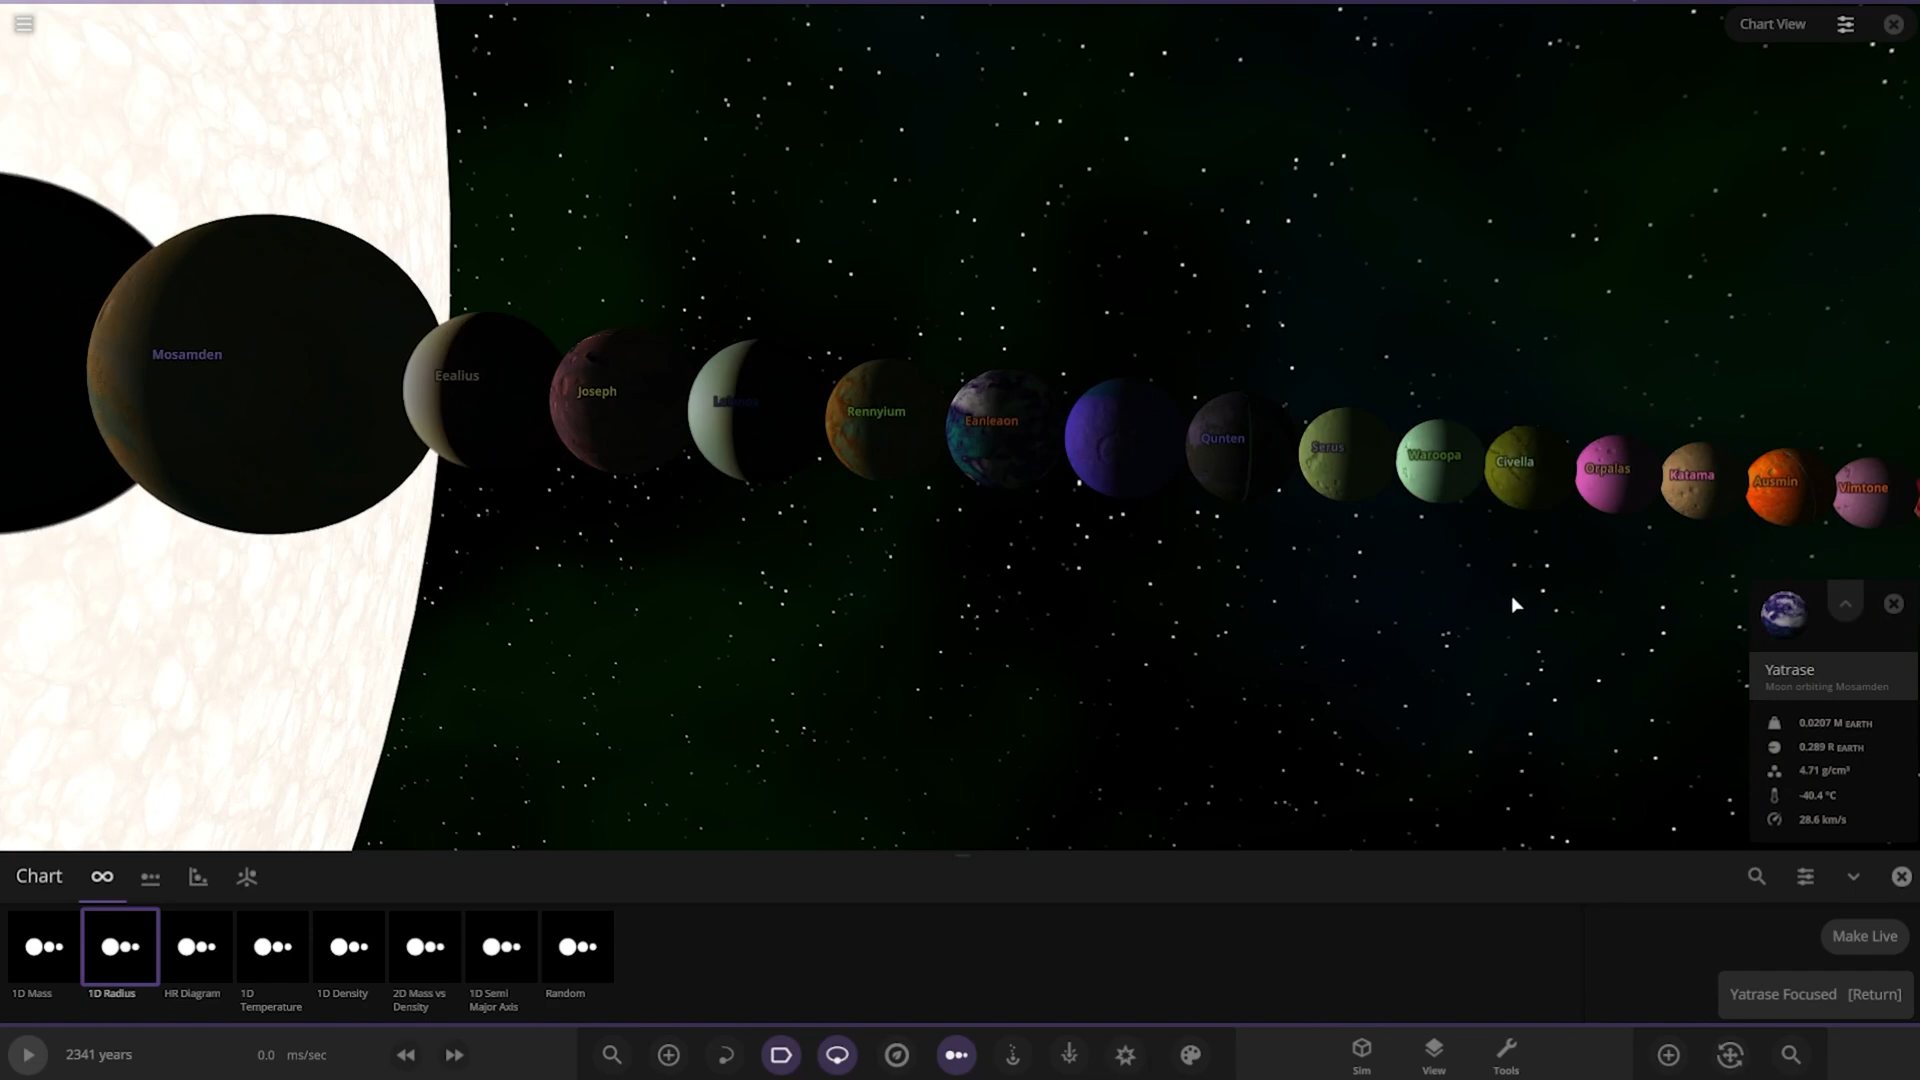 Chart View
Mosamden
Eealius
Joseph
Rennyium
Eanleaon
Qunten
Serus
Waroopa
Civella
Orpalas
Katama
Ausmin
Vimtone
Yatrase
Moon orbiting Mosamden
0.0207 M EARTH
0.289 R EARTH
4.71 g/cm³
-40.4 °C
28.6 km/s
Chart
1D Mass
1D Radius
HR Diagram
1D
Temperature
1D Density
2D Mass vs
Density
1D Semi
Major Axis
Random
Make Live
Yatrase Focused [Return]
2341 years
0.0 ms/sec
Sim
View
Tools